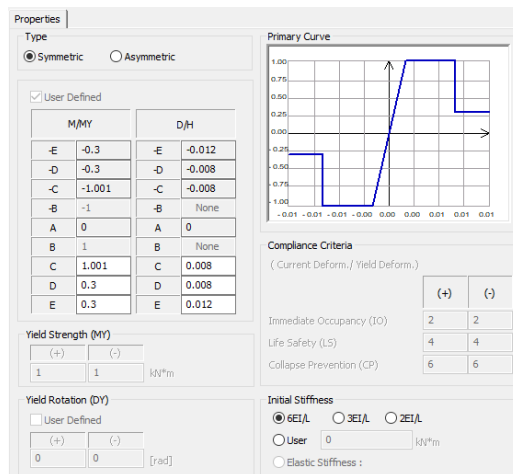 Properties
Type
Symmetric Asymmetric
User Defined
M/MY D/H
-E -0.3 -E -0.012
-D -0.3 -D -0.008
-C -1.001 -C -0.008
-B -1 -B None
A 0 A 0
B 1 B None
C 1.001 C 0.008
D 0.3 D 0.008
E 0.3 E 0.012
Yield Strength (MY)
(+) (-)
1 1 kN*m
Yield Rotation (DY)
User Defined
(+) (-)
0 0 [rad]
Primary Curve
1.00
0.75
0.50
0.25
0.00
- 0.25
- 0.50
- 0.75
- 1.00
- 0.01 - 0.01 - 0.00 0.00 0.00 0.01 0.01 0.01
Compliance Criteria
( Current Deform./ Yield Deform.)
(+) (-)
Immediate Occupancy (IO) 2 2
Life Safety (LS) 4 4
Collapse Prevention (CP) 6 6
Initial Stiffness
6EI/L 3EI/L 2EI/L
User 0 kN*m
Elastic Stiffness :